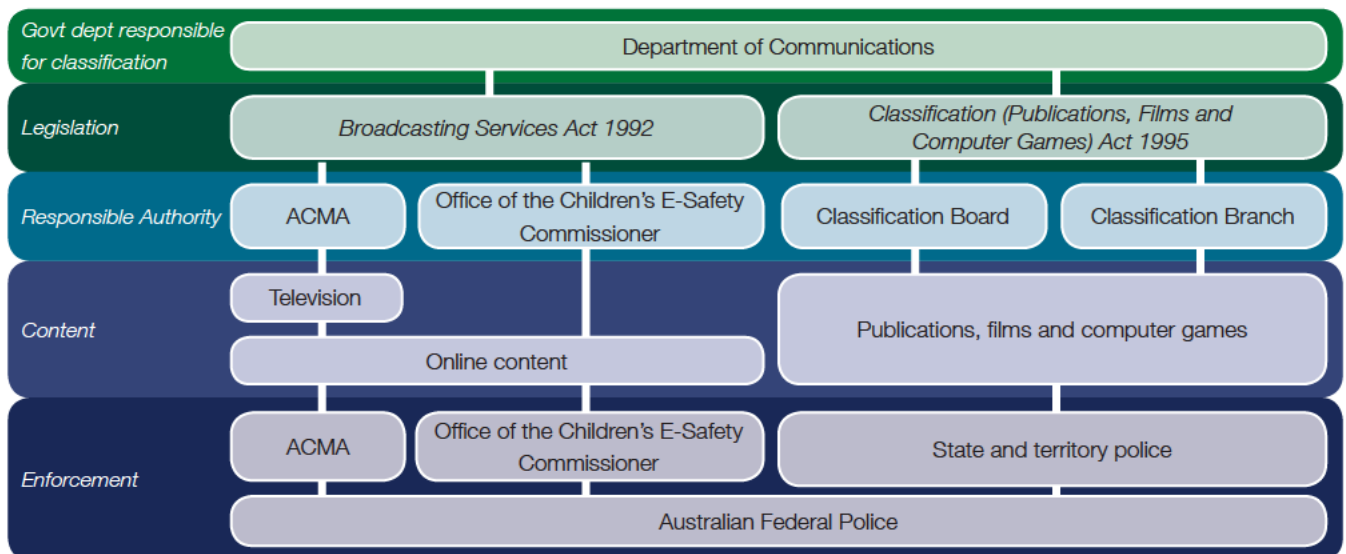 Govt dept responsible
for classification
Department of Communications
Legislation
Broadcasting Services Act 1992
Classification (Publications, Films and
Computer Games) Act 1995
Responsible Authority
ACMA
Office of the Children's E-Safety
Commissioner
Classification Board
Classification Branch
Content
Television
Online content
Publications, films and computer games
Enforcement
ACMA
Office of the Children's E-Safety
Commissioner
State and territory police
Australian Federal Police